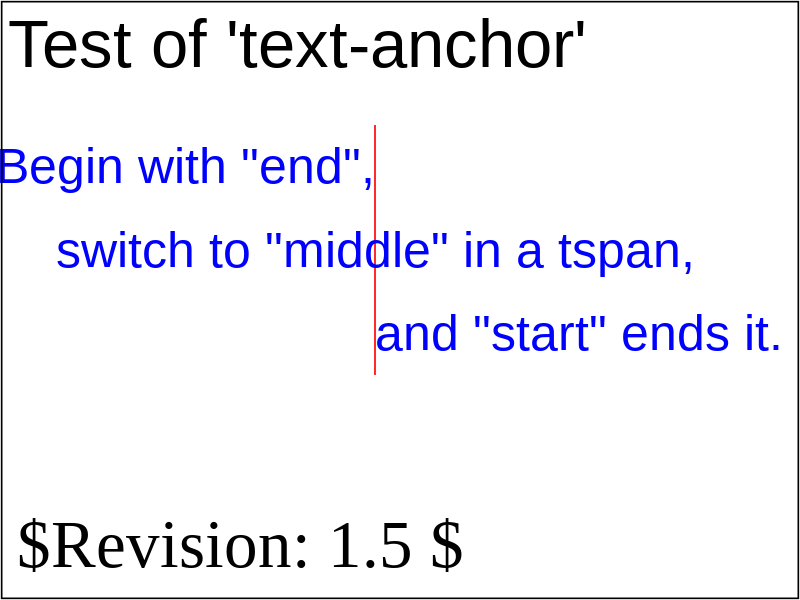 Test of 'text-anchor'
Begin with "end",
switch to "middle" in a tspan,
and "start" ends it.
$Revision: 1.5 $